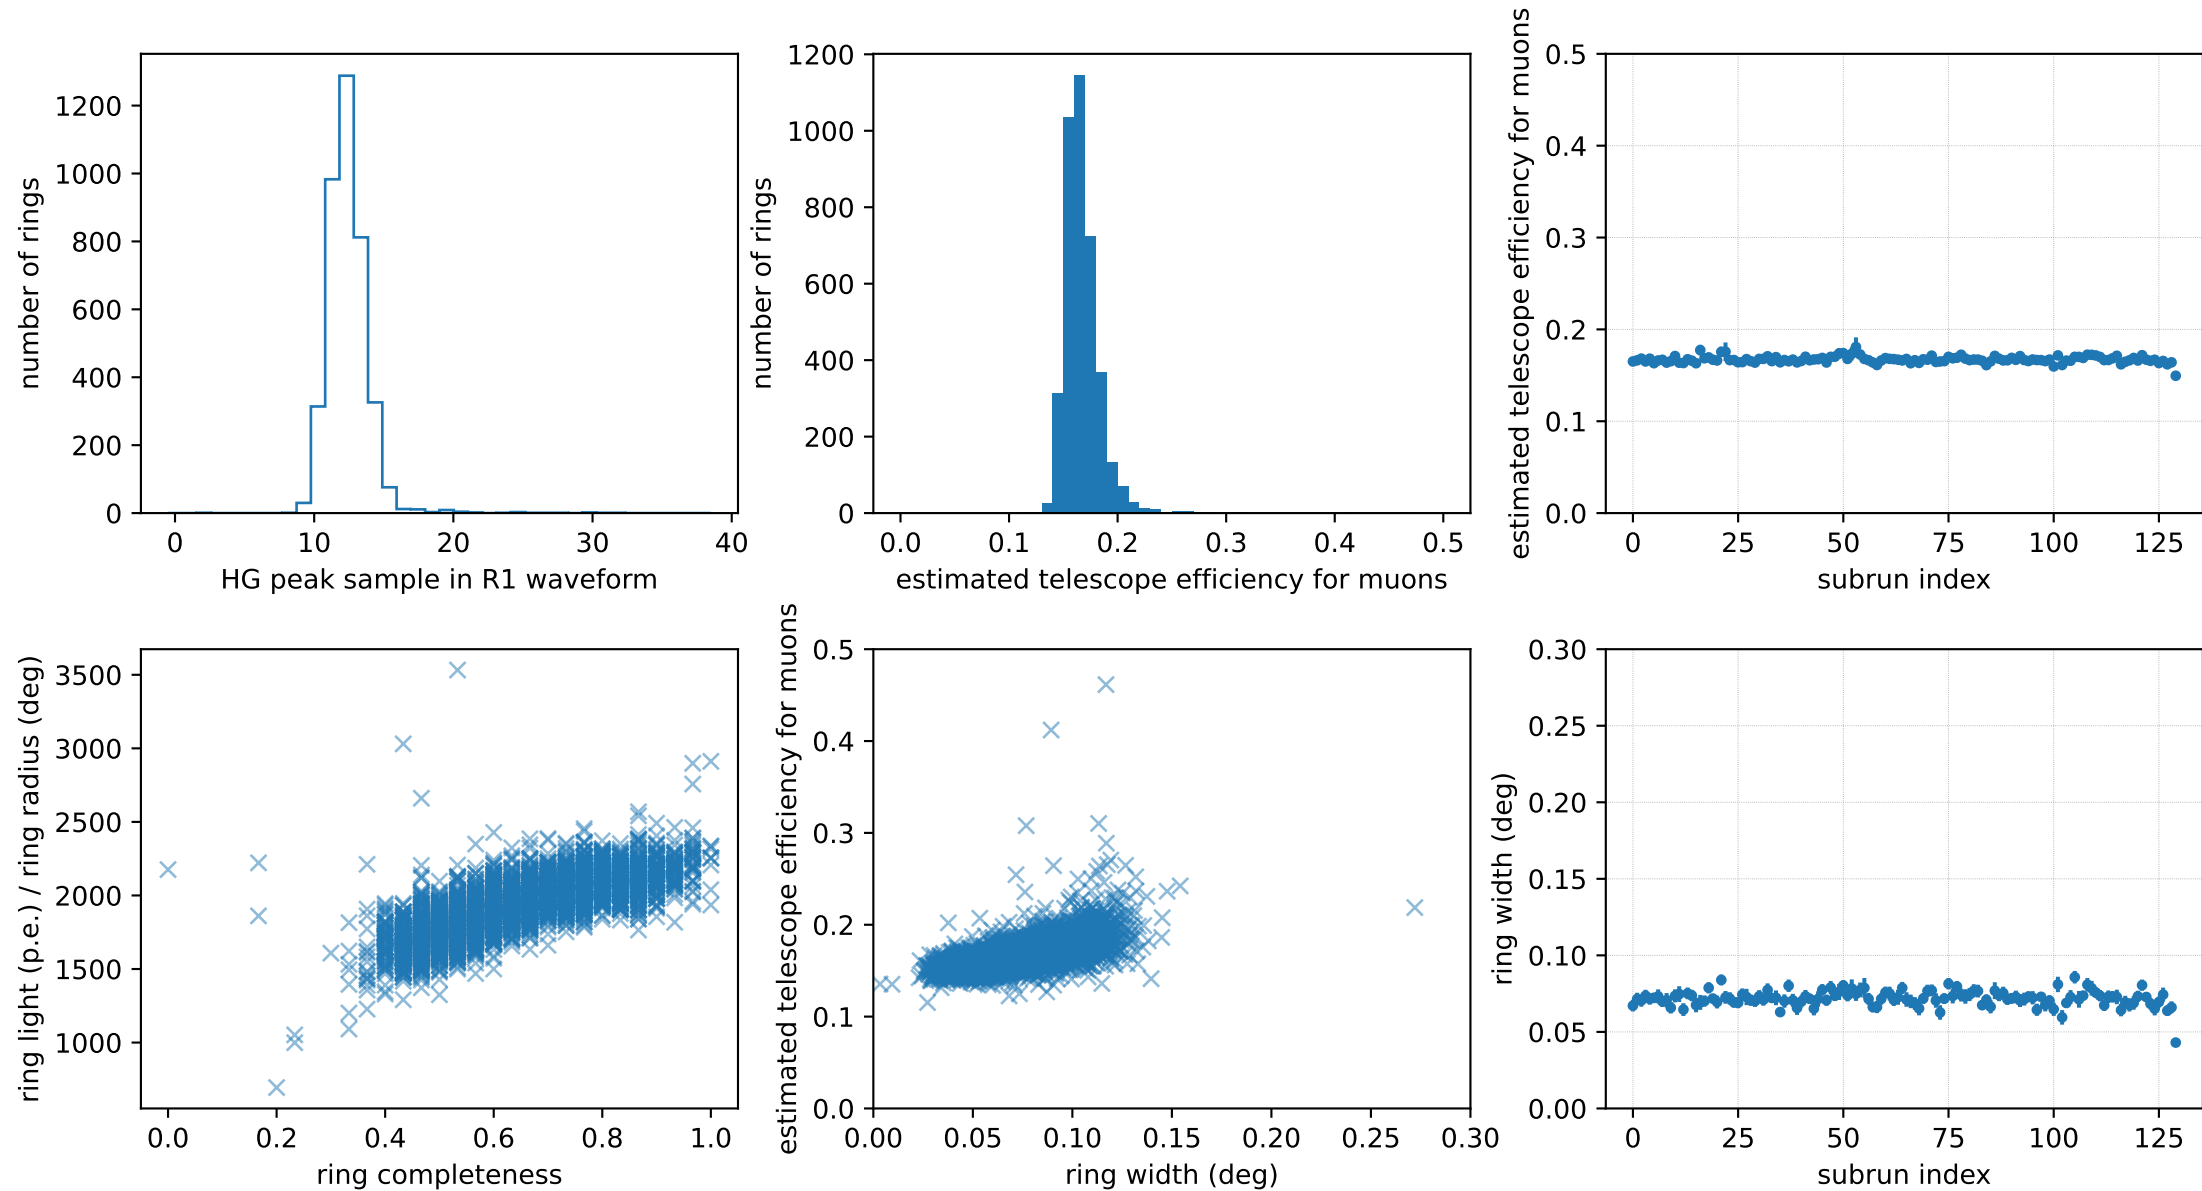 number of rings
1200
1000
800
600
400
200
0
0 10 20 30 40
HG peak sample in R1 waveform
number of rings
1200
1000
800
600
400
200
0
0.0 0.1 0.2 0.3 0.4 0.5
estimated telescope efficiency for muons
estimated telescope efficiency for muons
0.5
0.4
0.3
0.2
0.1
0.0
0 25 50 75 100 125
subrun index
ring light (p.e.) / ring radius (deg)
3500
3000
2500
2000
1500
1000
0.0 0.2 0.4 0.6 0.8 1.0
ring completeness
estimated telescope efficiency for muons
0.5
0.4
0.3
0.2
0.1
0.0
0.00 0.05 0.10 0.15 0.20 0.25 0.30
ring width (deg)
ring width (deg)
0.30
0.25
0.20
0.15
0.10
0.05
0.00
0 25 50 75 100 125
subrun index